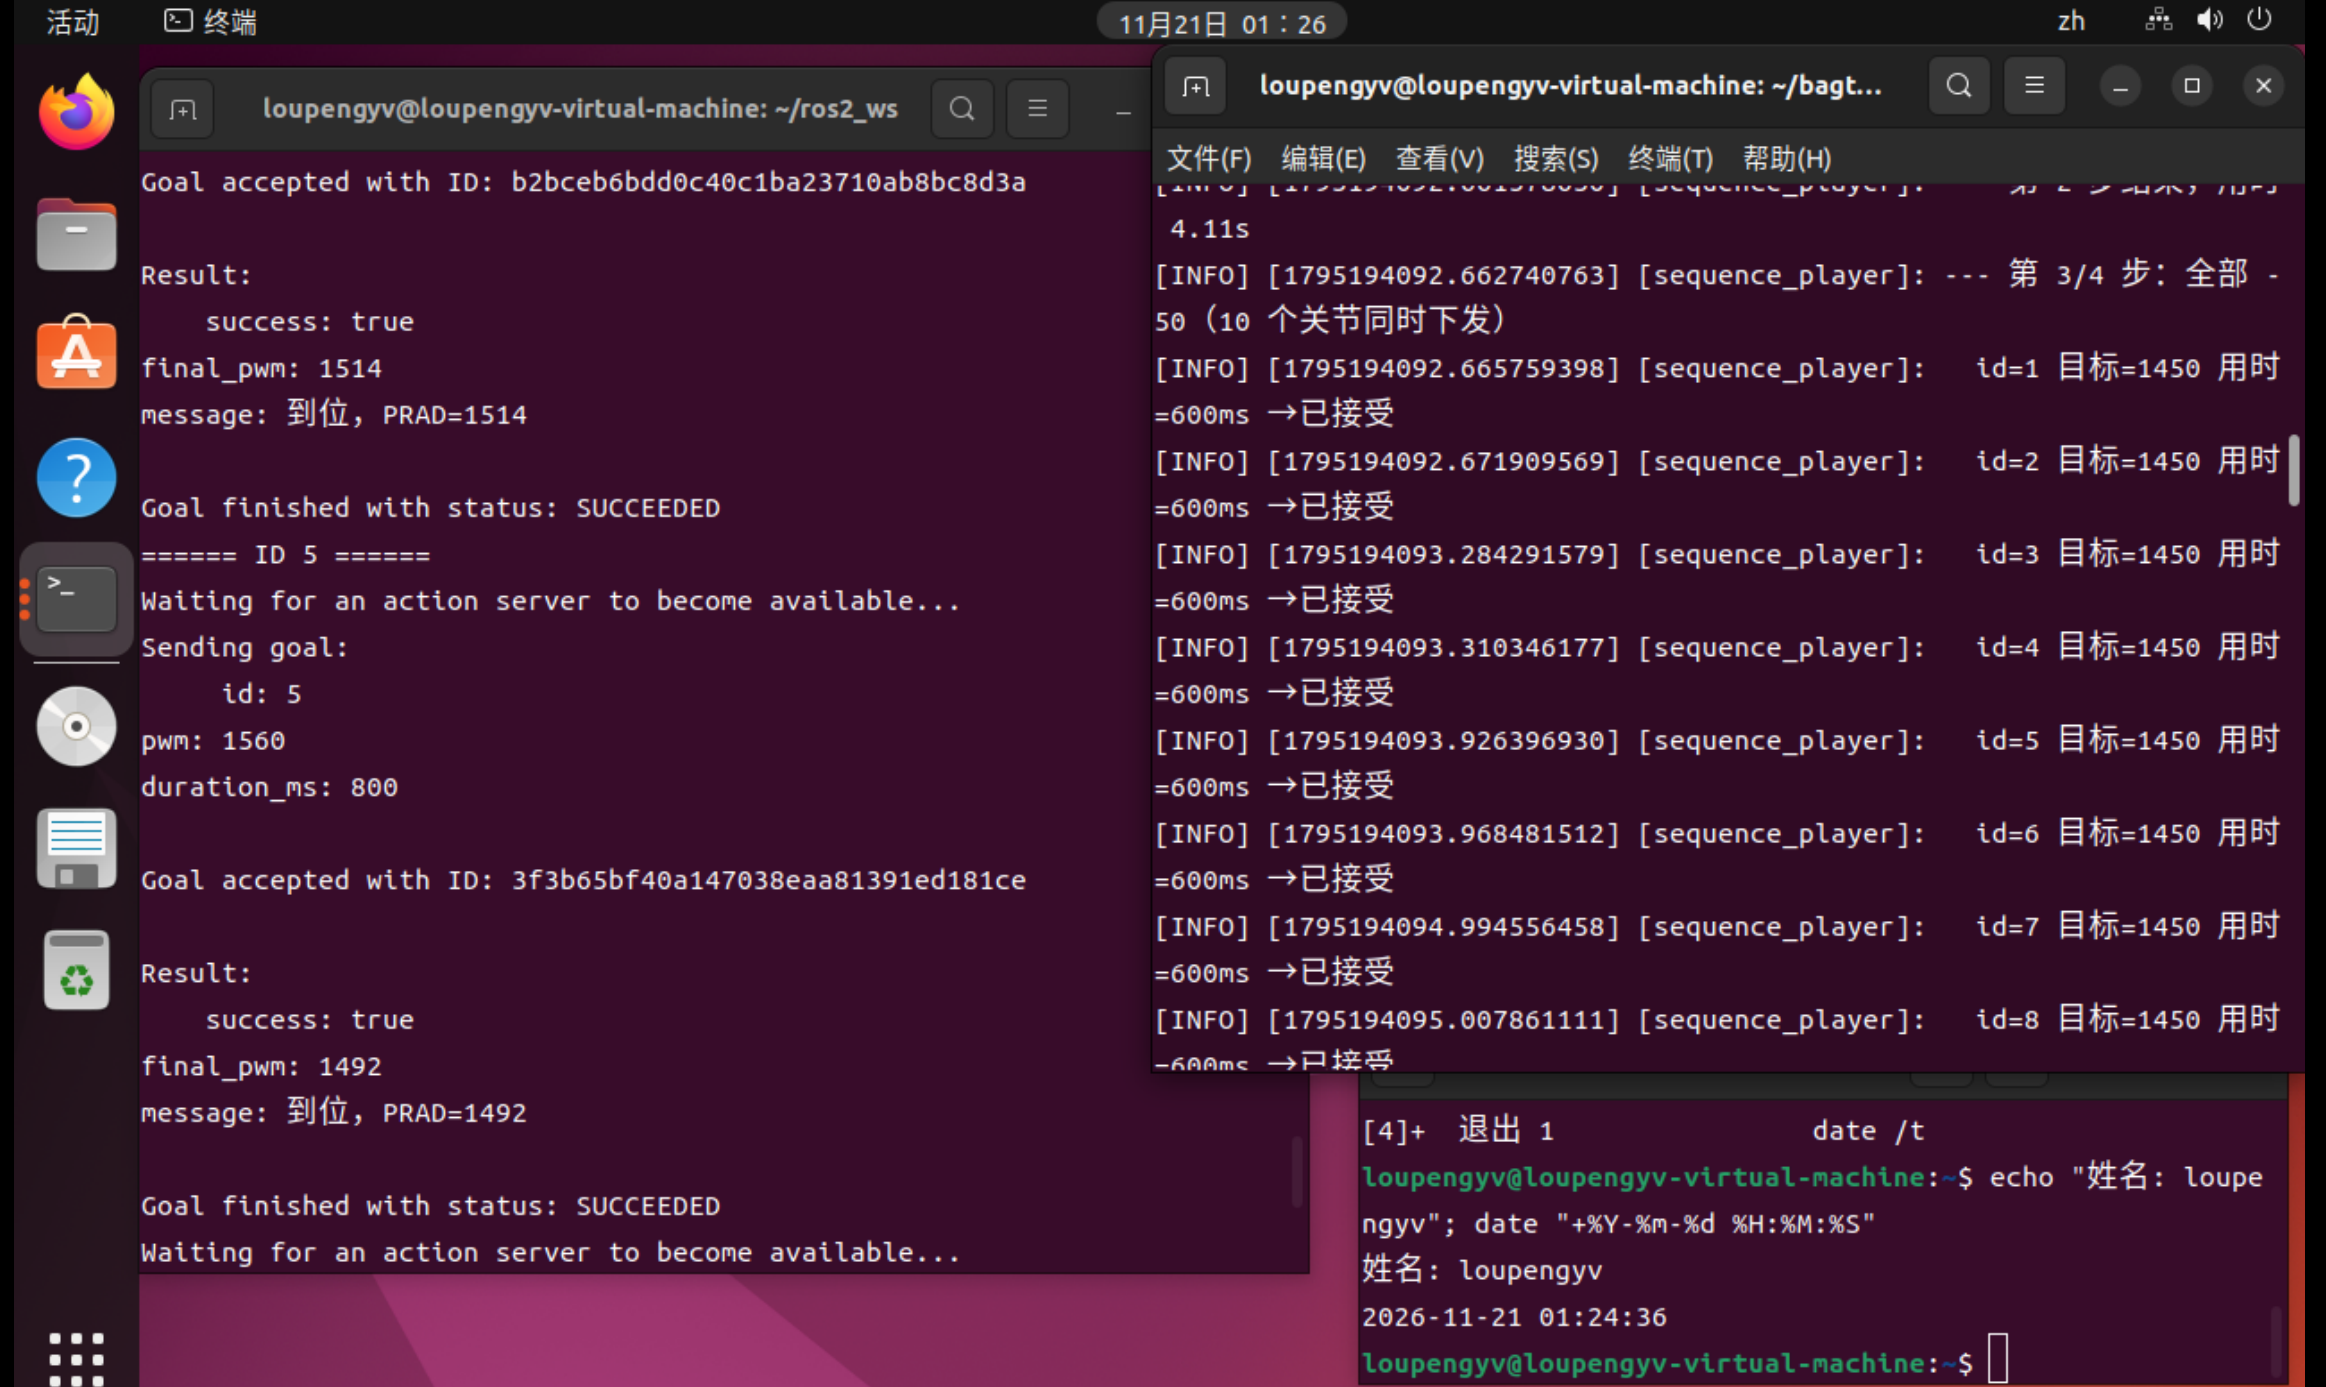 活动
终端
11月21日 01：26
zh
loupengyv@loupengyv-virtual-machine: ~/ros2_ws
Goal accepted with ID: b2bceb6bdd0c40c1ba23710ab8bc8d3a
Result:
success: true
final_pwm: 1514
message: 到位，PRAD=1514
Goal finished with status: SUCCEEDED
====== ID 5 ======
Waiting for an action server to become available...
Sending goal:
id: 5
pwm: 1560
duration_ms: 800
Goal accepted with ID: 3f3b65bf40a147038eaa81391ed181ce
Result:
success: true
final_pwm: 1492
message: 到位，PRAD=1492
Goal finished with status: SUCCEEDED
Waiting for an action server to become available...
loupengyv@loupengyv-virtual-machine: ~/bagt...
文件(F) 编辑(E) 查看(V) 搜索(S) 终端(T) 帮助(H)
[sequence_player]: 第 2 步结束，用时
4.11s
[INFO] [1795194092.662740763] [sequence_player]: --- 第 3/4 步：全部 -
50（10 个关节同时下发）
[INFO] [1795194092.665759398] [sequence_player]: id=1 目标=1450 用时
=600ms →已接受
[INFO] [1795194092.671909569] [sequence_player]: id=2 目标=1450 用时
=600ms →已接受
[INFO] [1795194093.284291579] [sequence_player]: id=3 目标=1450 用时
=600ms →已接受
[INFO] [1795194093.310346177] [sequence_player]: id=4 目标=1450 用时
=600ms →已接受
[INFO] [1795194093.926396930] [sequence_player]: id=5 目标=1450 用时
=600ms →已接受
[INFO] [1795194093.968481512] [sequence_player]: id=6 目标=1450 用时
=600ms →已接受
[INFO] [1795194094.994556458] [sequence_player]: id=7 目标=1450 用时
=600ms →已接受
[INFO] [1795194095.007861111] [sequence_player]: id=8 目标=1450 用时
=600ms →已接受
[4]+ 退出 1 date /t
loupengyv@loupengyv-virtual-machine:~$ echo "姓名: loupe
ngyv"; date "+%Y-%m-%d %H:%M:%S"
姓名: loupengyv
2026-11-21 01:24:36
loupengyv@loupengyv-virtual-machine:~$